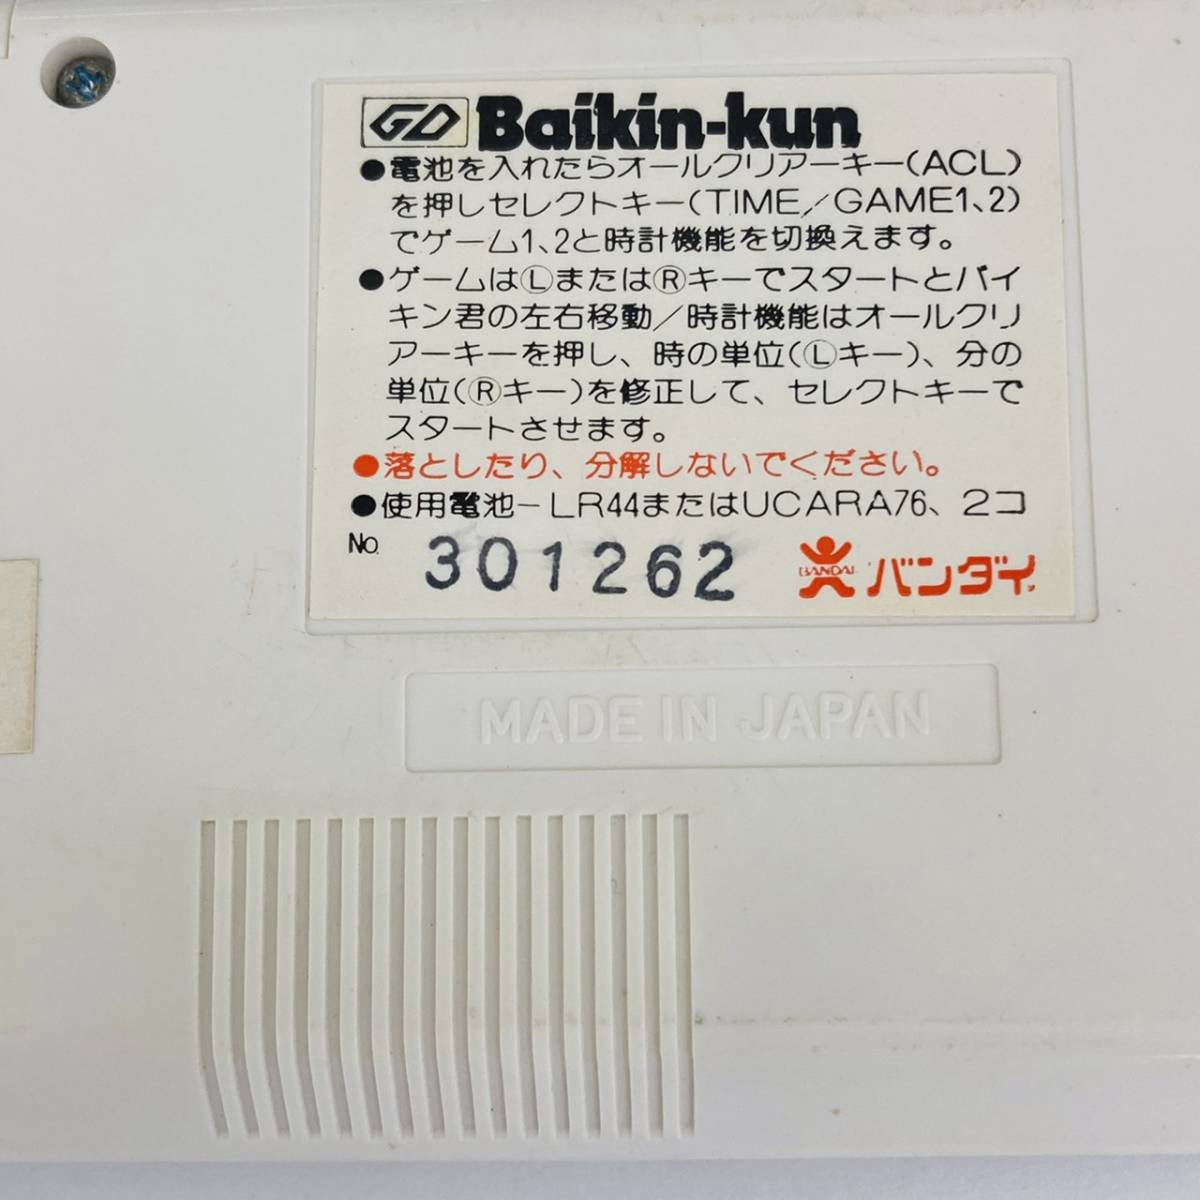 GD Baikin-kun
●電池を入れたらオールクリアーキー(ACL)
を押しセレクトキー(TIME/GAME1、2)
でゲーム1、2と時計機能を切換えます。
●ゲームはⓁまたはⓇキーでスタートとバイ
キン君の左右移動/時計機能はオールクリ
アーキーを押し、時の単位(Ⓛキー)、分の
単位(Ⓡキー)を修正して、セレクトキーで
スタートさせます。
●落としたり、分解しないでください。
●使用電池－LR44またはUCARA76、2コ
No. 301262 BANDAI バンダイ
MADE IN JAPAN